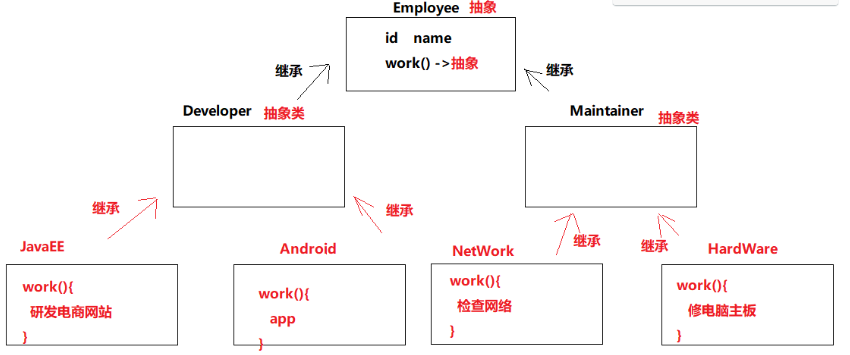 Employee 抽象
id name
work() ->抽象
继承
继承
Developer 抽象类
Maintainer 抽象类
继承
继承
继承
继承
JavaEE
Android
NetWork
HardWare
work(){
研发电商网站
}
work(){
app
}
work(){
检查网络
}
work(){
修电脑主板
}